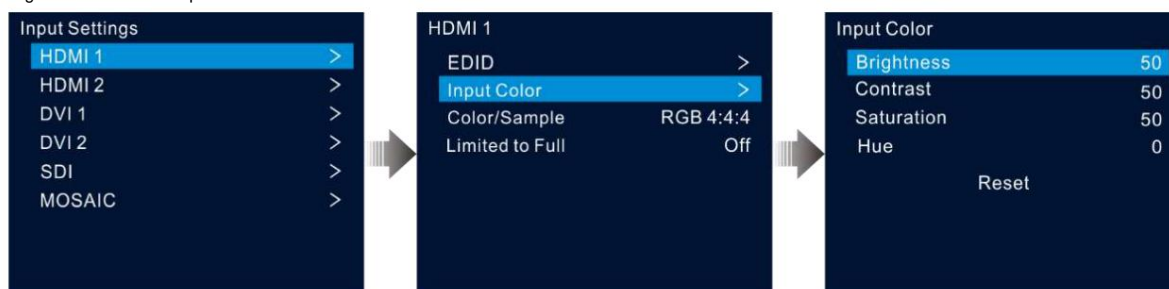 Input Settings
HDMI 1 >
HDMI 2 >
DVI 1 >
DVI 2 >
SDI >
MOSAIC >
HDMI 1
EDID >
Input Color >
Color/Sample RGB 4:4:4
Limited to Full Off
Input Color
Brightness 50
Contrast 50
Saturation 50
Hue 0
Reset